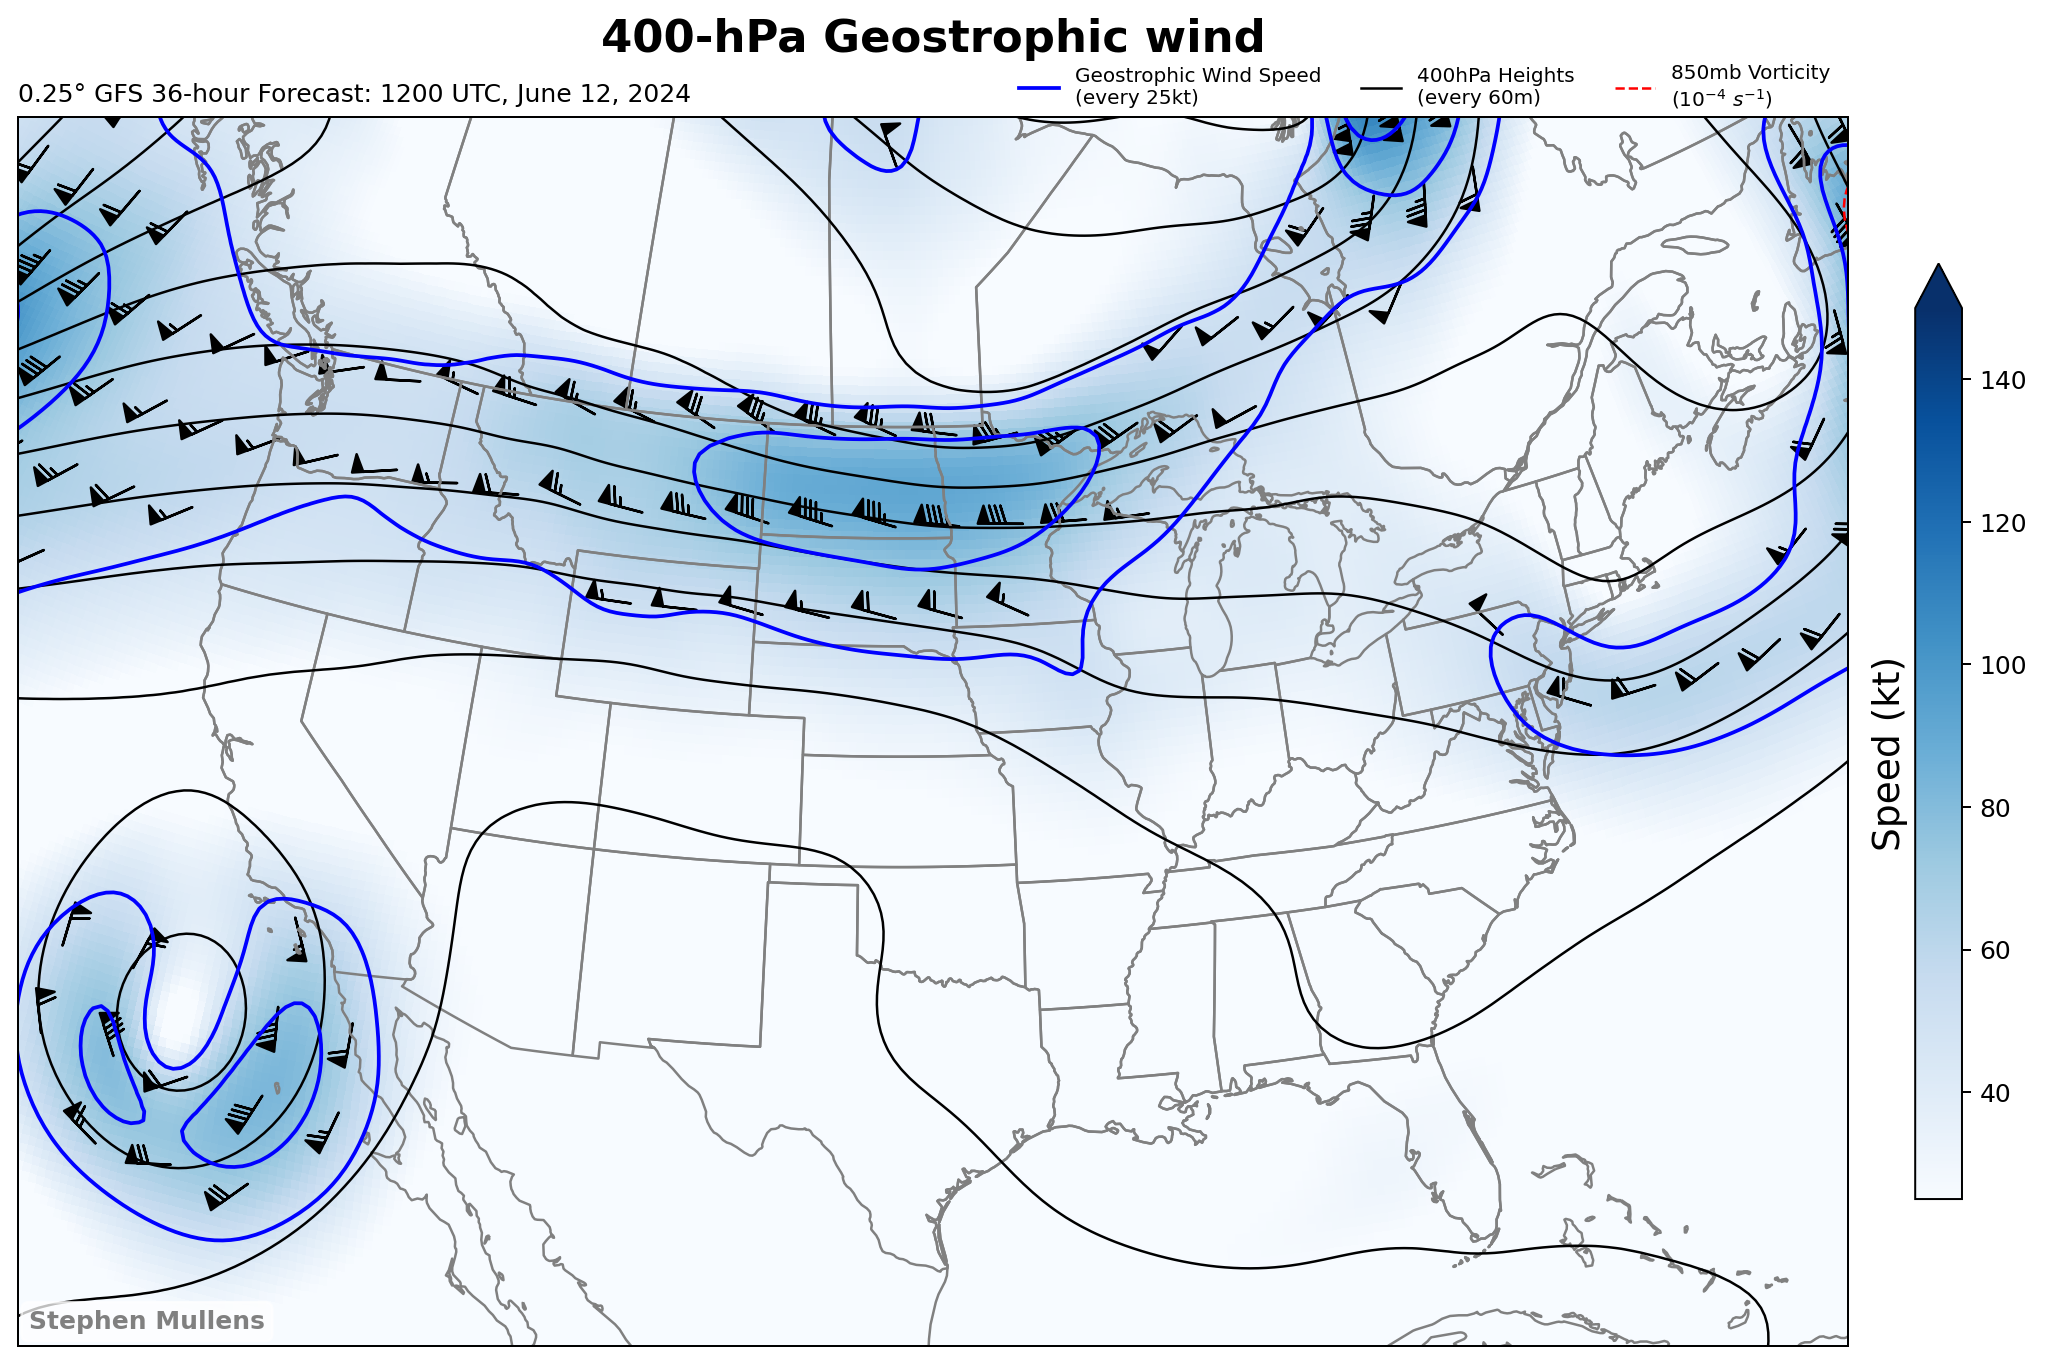 400-hPa Geostrophic wind
0.25° GFS 36-hour Forecast: 1200 UTC, June 12, 2024
Geostrophic Wind Speed
(every 25kt)
400hPa Heights
(every 60m)
850mb Vorticity
(10⁻⁴ s⁻¹)
140
120
100
80
60
40
Speed (kt)
Stephen Mullens